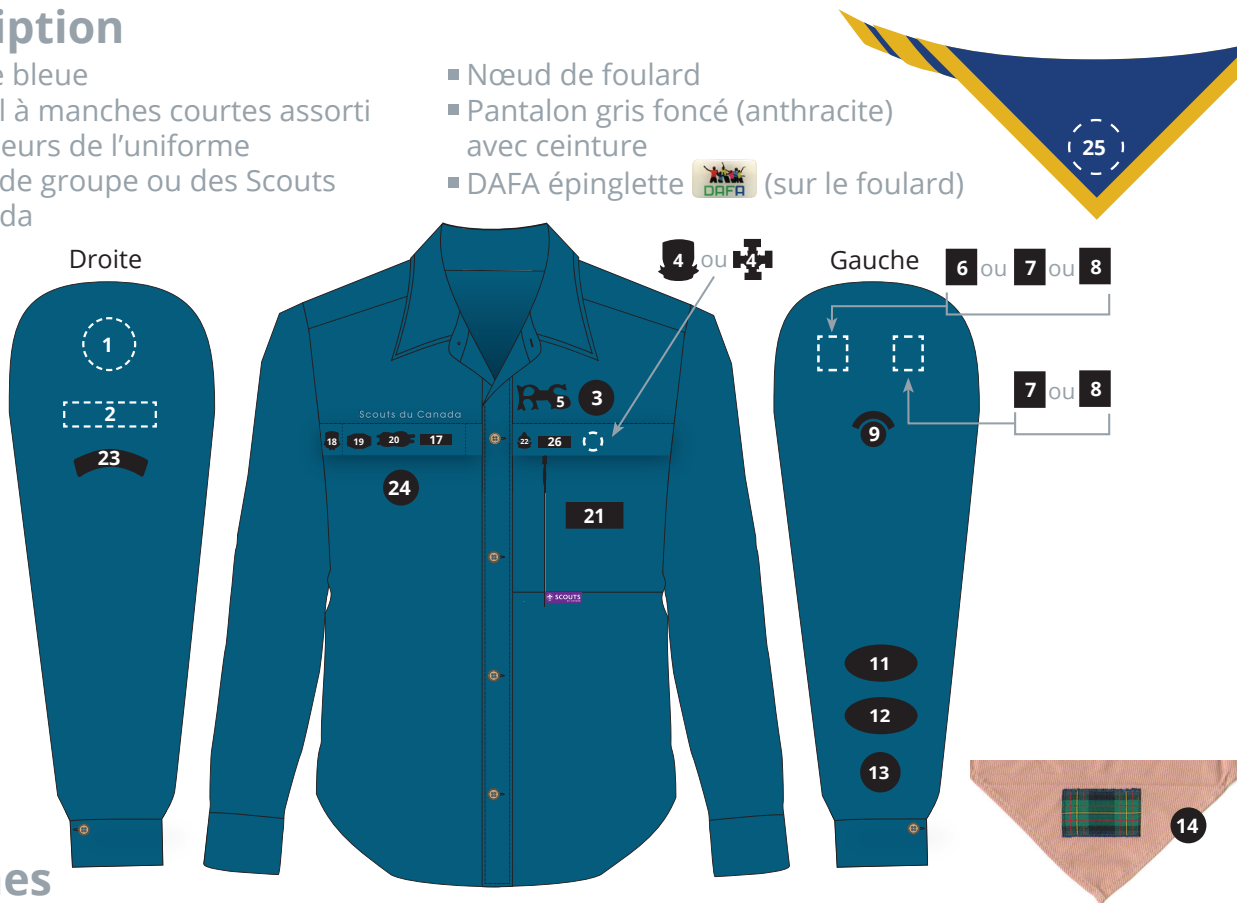 iption
e bleue
l à manches courtes assorti
eurs de l'uniforme
de groupe ou des Scouts
da
Nœud de foulard
Pantalon gris foncé (anthracite)
avec ceinture
DAFA épinglette DAFA (sur le foulard)
25
Droite
1
2
23
4 ou 4
Gauche
6 ou 7 ou 8
7 ou 8
R S 5 3
Scouts du Canada
18 19 20 17
22 26
24
21
SCOUTS
9
11
12
13
14
nes